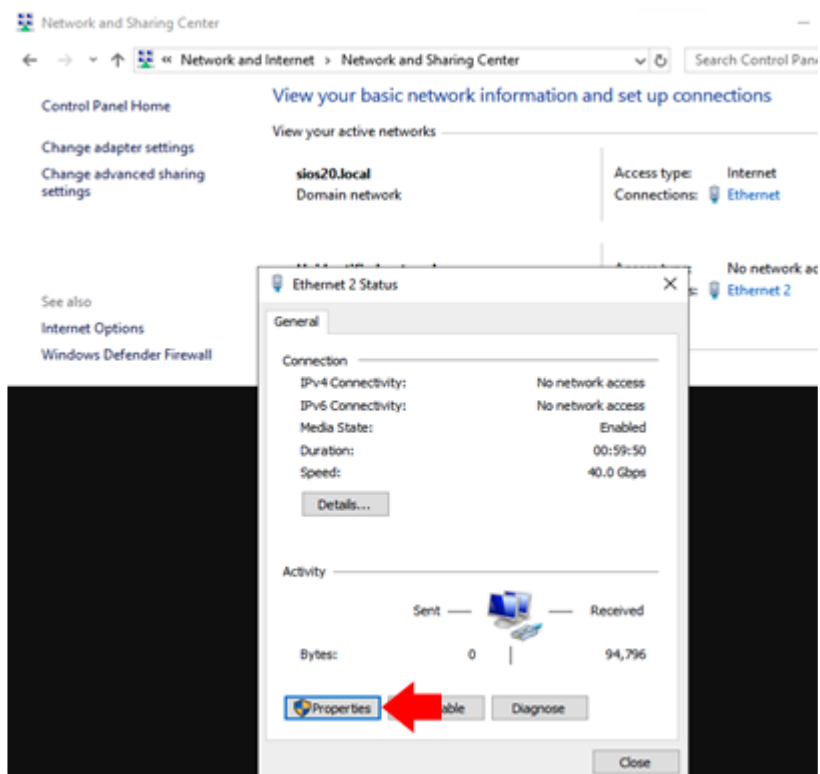 Network and Sharing Center
« Network and Internet › Network and Sharing Center
Search Control Pan
Control Panel Home
View your basic network information and set up connections
Change adapter settings
View your active networks
Change advanced sharing
settings
sios20.local
Domain network
Access type: Internet
Connections: Ethernet
No network ac
Ethernet 2
See also
Internet Options
Windows Defender Firewall
Ethernet 2 Status
General
Connection
IPv4 Connectivity: No network access
IPv6 Connectivity: No network access
Media State: Enabled
Duration: 00:59:50
Speed: 40.0 Gbps
Details...
Activity
Sent — — Received
Bytes: 0 94,796
Properties able Diagnose
Close